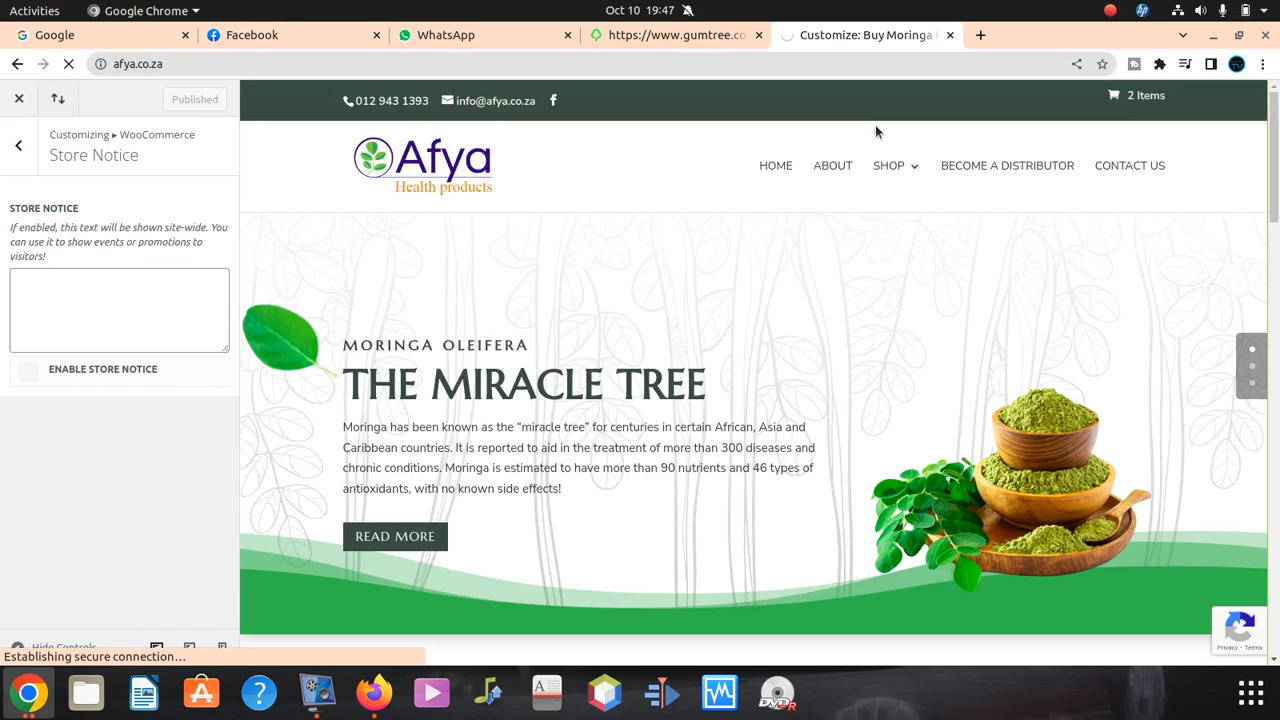 Activities
Google Chrome
Oct 10 19:47
Google
Facebook
WhatsApp
https://www.gumtree.co
Customize: Buy Moringa
afya.co.za
Published
Customizing ▸ WooCommerce
Store Notice
STORE NOTICE
If enabled, this text will be shown site-wide. You
can use it to show events or promotions to
visitors!
ENABLE STORE NOTICE
Hide Controls
Establishing secure connection...
012 943 1393
info@afya.co.za
2 Items
Afya
Health products
HOME
ABOUT
SHOP
BECOME A DISTRIBUTOR
CONTACT US
MORINGA OLEIFERA
THE MIRACLE TREE
Moringa has been known as the “miracle tree” for centuries in certain African, Asia and
Caribbean countries. It is reported to aid in the treatment of more than 300 diseases and
chronic conditions. Moringa is estimated to have more than 90 nutrients and 46 types of
antioxidants, with no known side effects!
READ MORE
Privacy - Terms